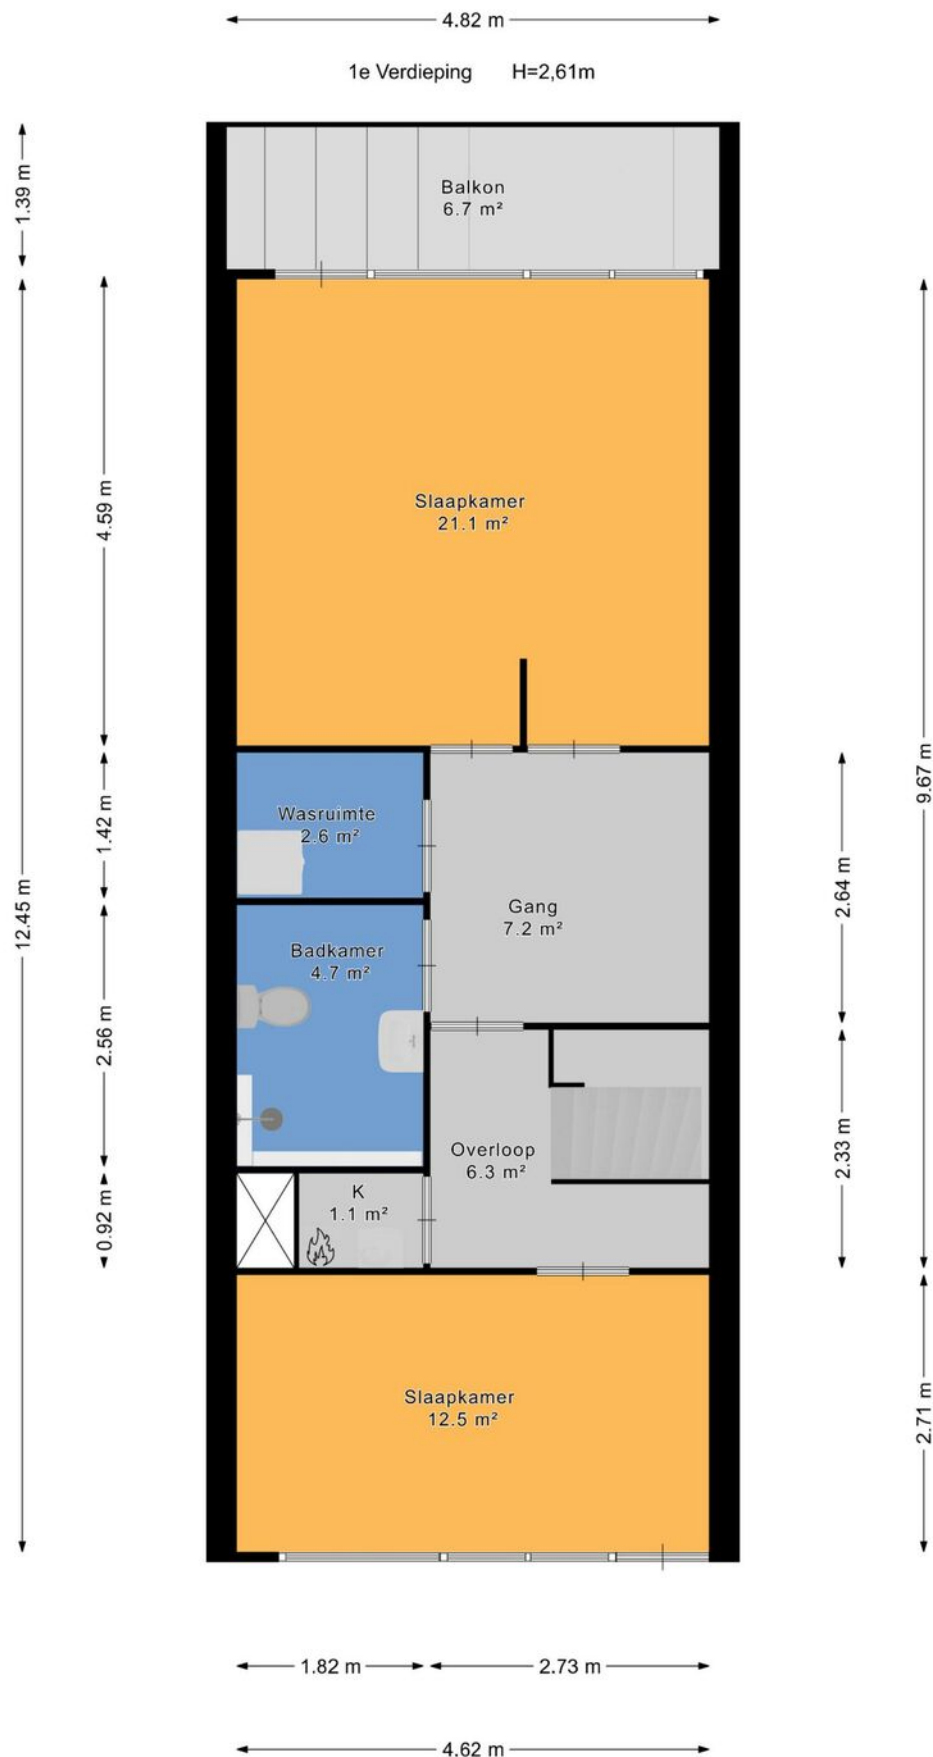 4.82 m
1e Verdieping H=2,61m
1.39 m
Balkon
6.7 m²
4.59 m
Slaapkamer
21.1 m²
12.45 m
9.67 m
1.42 m
Wasruimte
2.6 m²
2.64 m
Gang
7.2 m²
Badkamer
4.7 m²
2.56 m
2.33 m
Overloop
6.3 m²
0.92 m
K
1.1 m²
Slaapkamer
12.5 m²
2.71 m
1.82 m
2.73 m
4.62 m